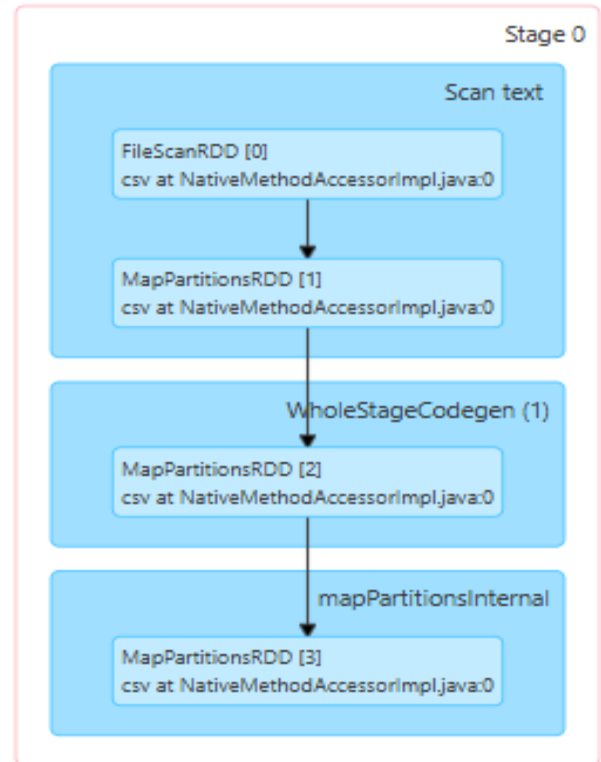 Stage 0
Scan text
FileScanRDD [0]
csv at NativeMethodAccessorImpl.java:0
MapPartitionsRDD [1]
csv at NativeMethodAccessorImpl.java:0
WholeStageCodegen (1)
MapPartitionsRDD [2]
csv at NativeMethodAccessorImpl.java:0
mapPartitionsInternal
MapPartitionsRDD [3]
csv at NativeMethodAccessorImpl.java:0